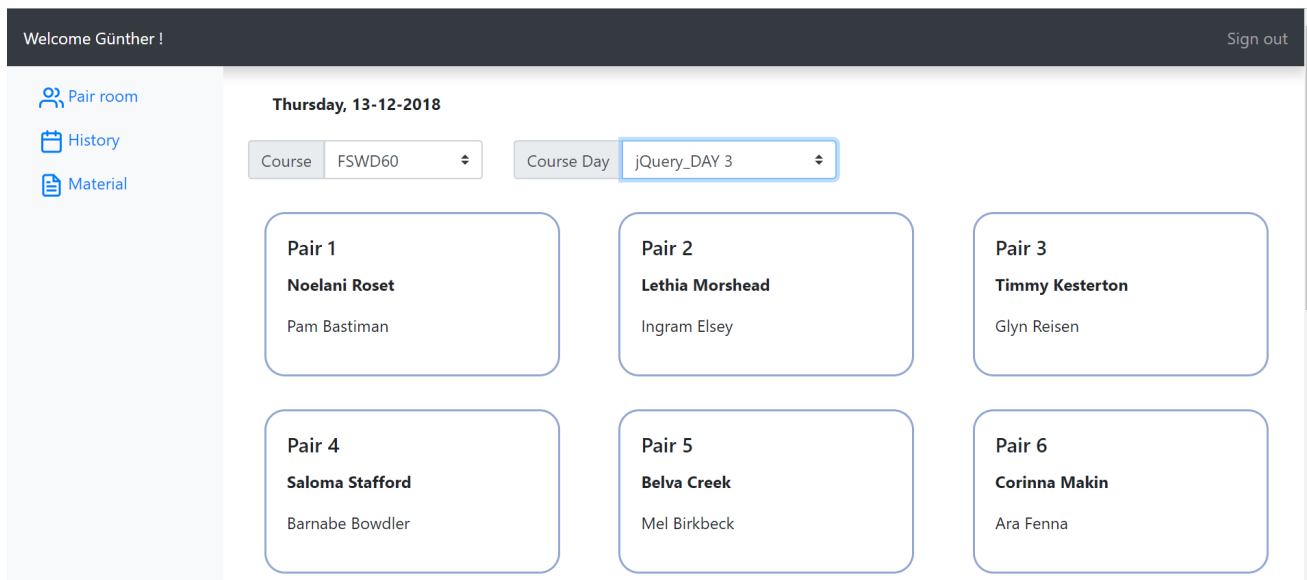 Welcome Günther !
Sign out
Pair room
History
Material
Thursday, 13-12-2018
Course FSWD60
Course Day jQuery_DAY 3
Pair 1
Noelani Roset
Pam Bastiman
Pair 2
Lethia Morshead
Ingram Elsey
Pair 3
Timmy Kesterton
Glyn Reisen
Pair 4
Saloma Stafford
Barnabe Bowdler
Pair 5
Belva Creek
Mel Birkbeck
Pair 6
Corinna Makin
Ara Fenna